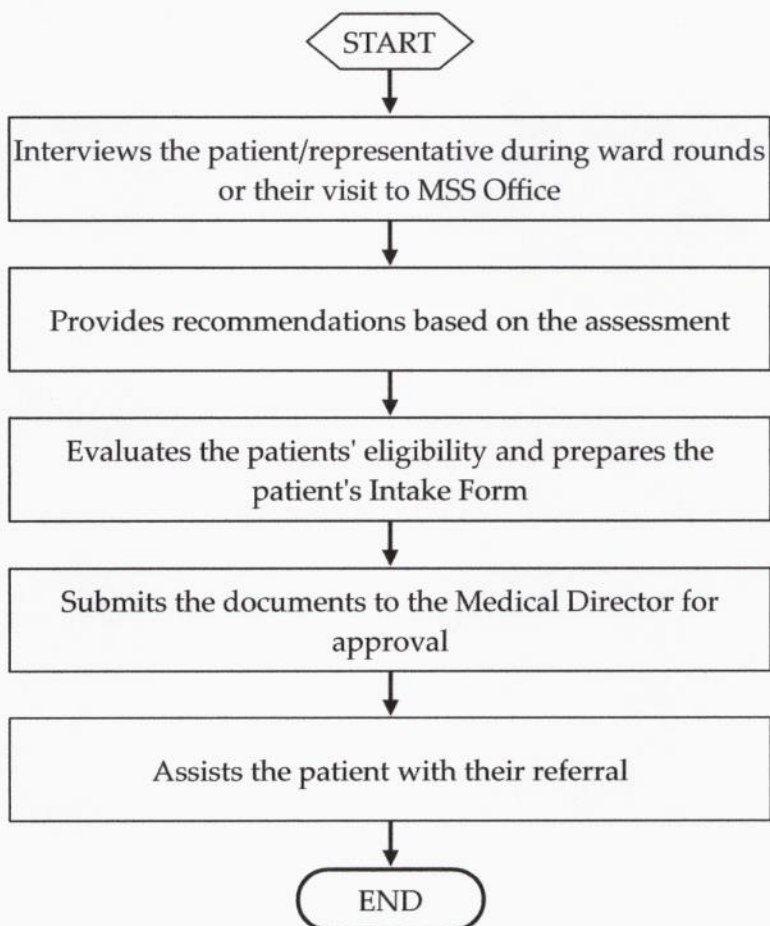 START
Interviews the patient/representative during ward rounds
or their visit to MSS Office
Provides recommendations based on the assessment
Evaluates the patients' eligibility and prepares the
patient's Intake Form
Submits the documents to the Medical Director for
approval
Assists the patient with their referral
END